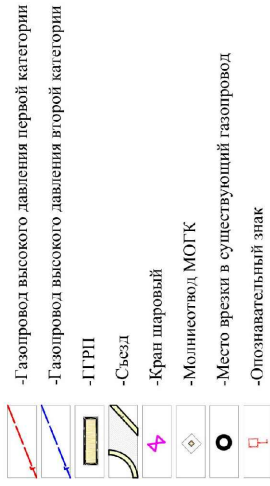 -Газопровод высокого давления первой категории
-Газопровод высокого давления второй категории
-ПГРП
-Съезд
-Кран шаровый
-Молниеотвод МОГК
-Место врезки в существующий газопровод
-Опознавательный знак